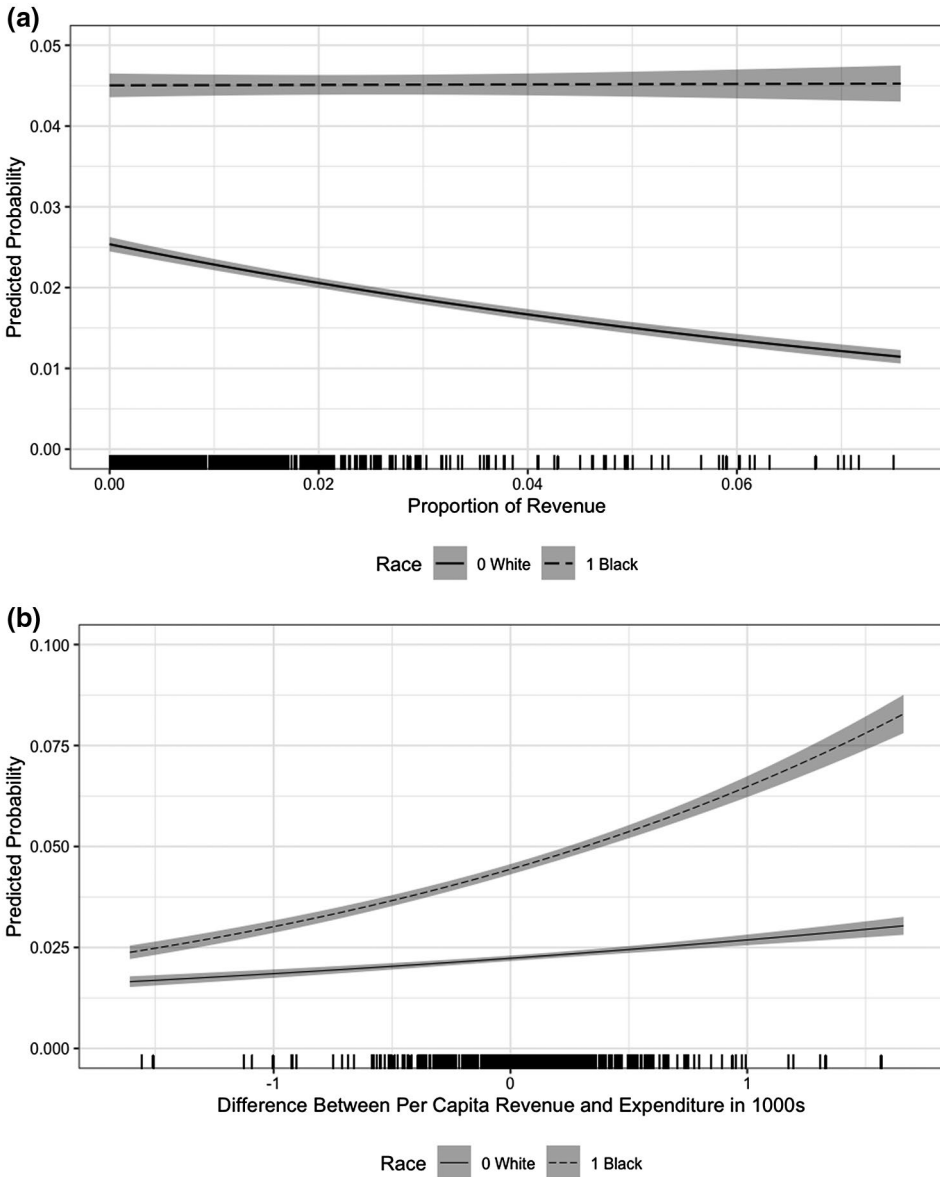 (a)
0.05
0.04
0.03
0.02
0.01
0.00
Predicted Probability
0.00 0.02 0.04 0.06
Proportion of Revenue
Race 0 White 1 Black
(b)
0.100
0.075
0.050
0.025
0.000
Predicted Probability
-1 0 1
Difference Between Per Capita Revenue and Expenditure in 1000s
Race 0 White 1 Black